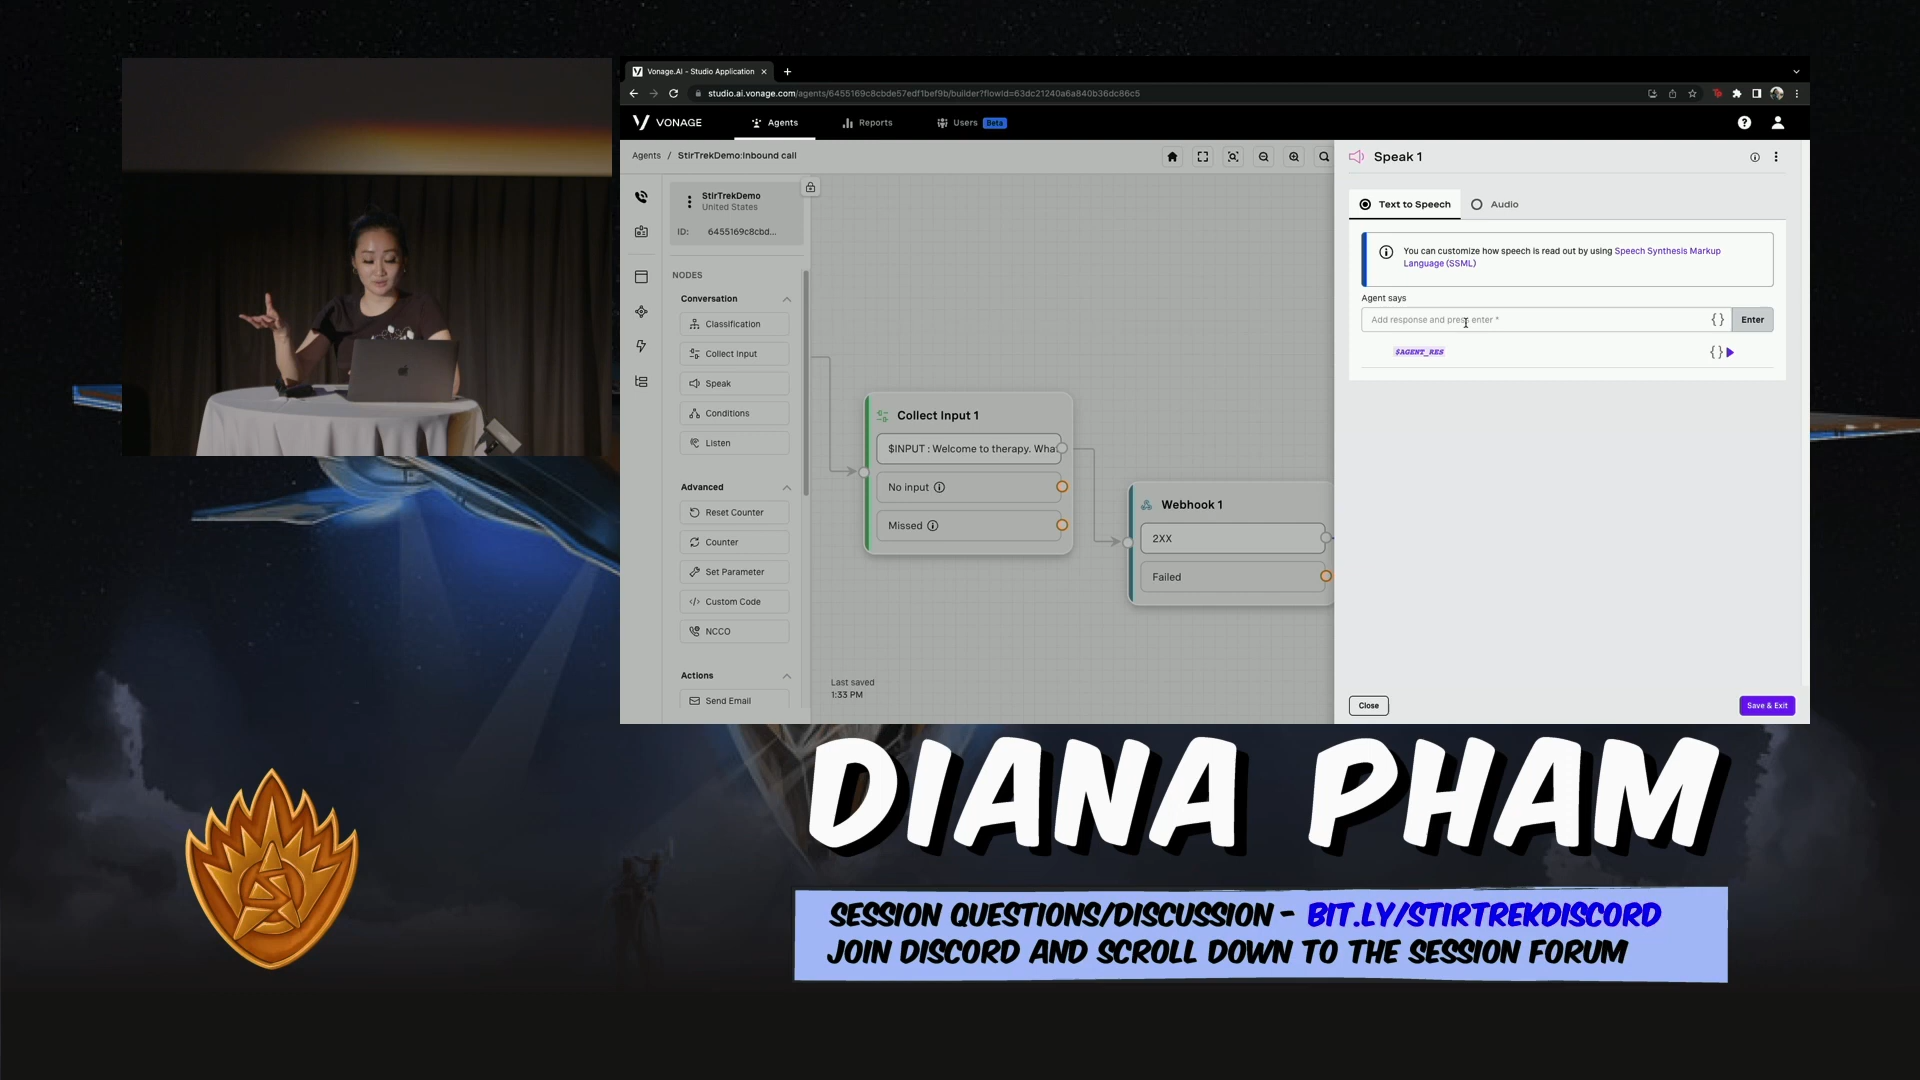 Vonage.AI - Studio Application
studio.ai.vonage.com/agents/6455169c8cbde57edf1bef9b/builder?flowId=63dc21240a6a840b36dc86c5
VONAGE
Agents
Reports
Users
Beta
Agents / StirTrekDemo:inbound call
StirTrekDemo
United States
ID: 6455169c8cbd...
NODES
Conversation
Classification
Collect Input
Speak
Conditions
Listen
Advanced
Reset Counter
Counter
Set Parameter
Custom Code
NCCO
Actions
Send Email
Collect Input 1
$INPUT : Welcome to therapy. Wha
No input
Missed
Webhook 1
2XX
Failed
Last saved
1:33 PM
Speak 1
Text to Speech
Audio
You can customize how speech is read out by using Speech Synthesis Markup
Language (SSML)
Agent says
Add response and press enter *
{ }
Enter
$AGENT_RES
{ }
Close
Save & Exit
DIANA PHAM
SESSION QUESTIONS/DISCUSSION - BIT.LY/STIRTREKDISCORD
JOIN DISCORD AND SCROLL DOWN TO THE SESSION FORUM